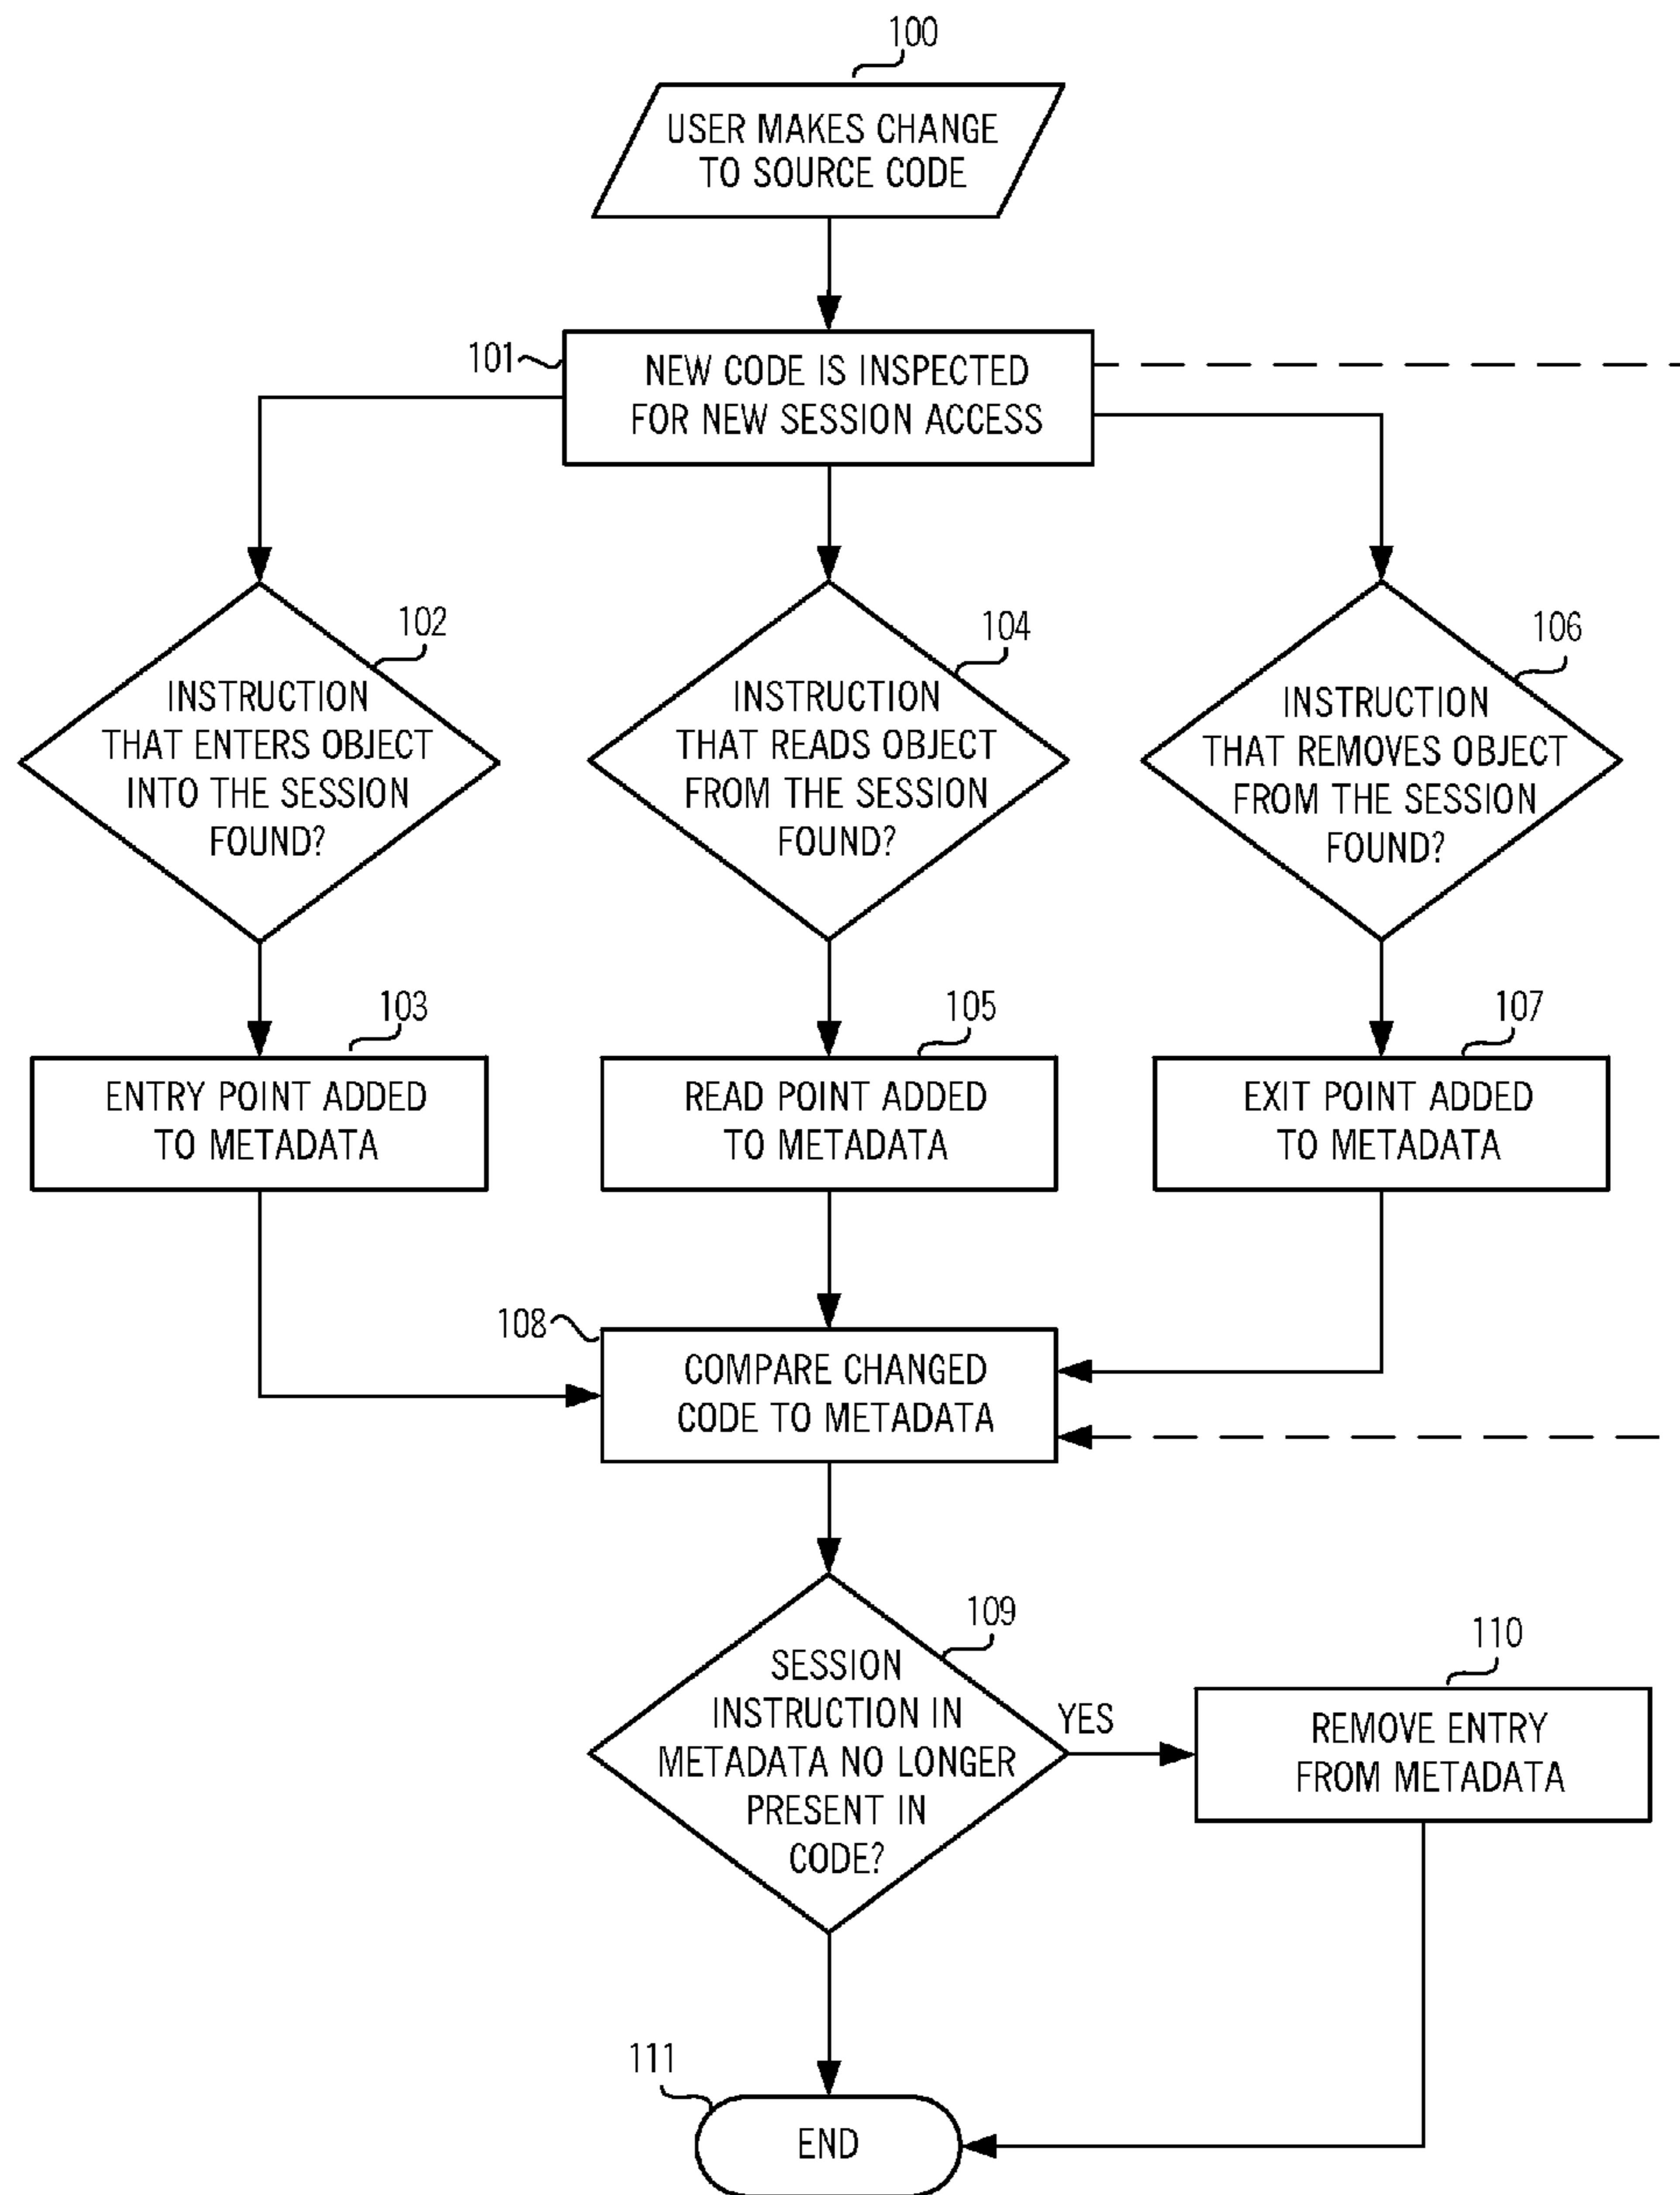 100
USER MAKES CHANGE
TO SOURCE CODE
101
NEW CODE IS INSPECTED
FOR NEW SESSION ACCESS
102
INSTRUCTION
THAT ENTERS OBJECT
INTO THE SESSION
FOUND?
104
INSTRUCTION
THAT READS OBJECT
FROM THE SESSION
FOUND?
106
INSTRUCTION
THAT REMOVES OBJECT
FROM THE SESSION
FOUND?
103
ENTRY POINT ADDED
TO METADATA
105
READ POINT ADDED
TO METADATA
107
EXIT POINT ADDED
TO METADATA
108
COMPARE CHANGED
CODE TO METADATA
109
SESSION
INSTRUCTION IN
METADATA NO LONGER
PRESENT IN
CODE?
YES
110
REMOVE ENTRY
FROM METADATA
111
END